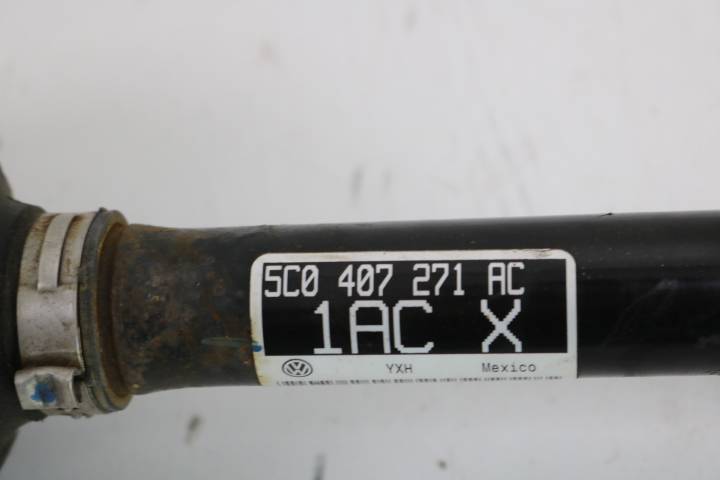 5C0 407 271 AC
1AC X
YXH Mexico